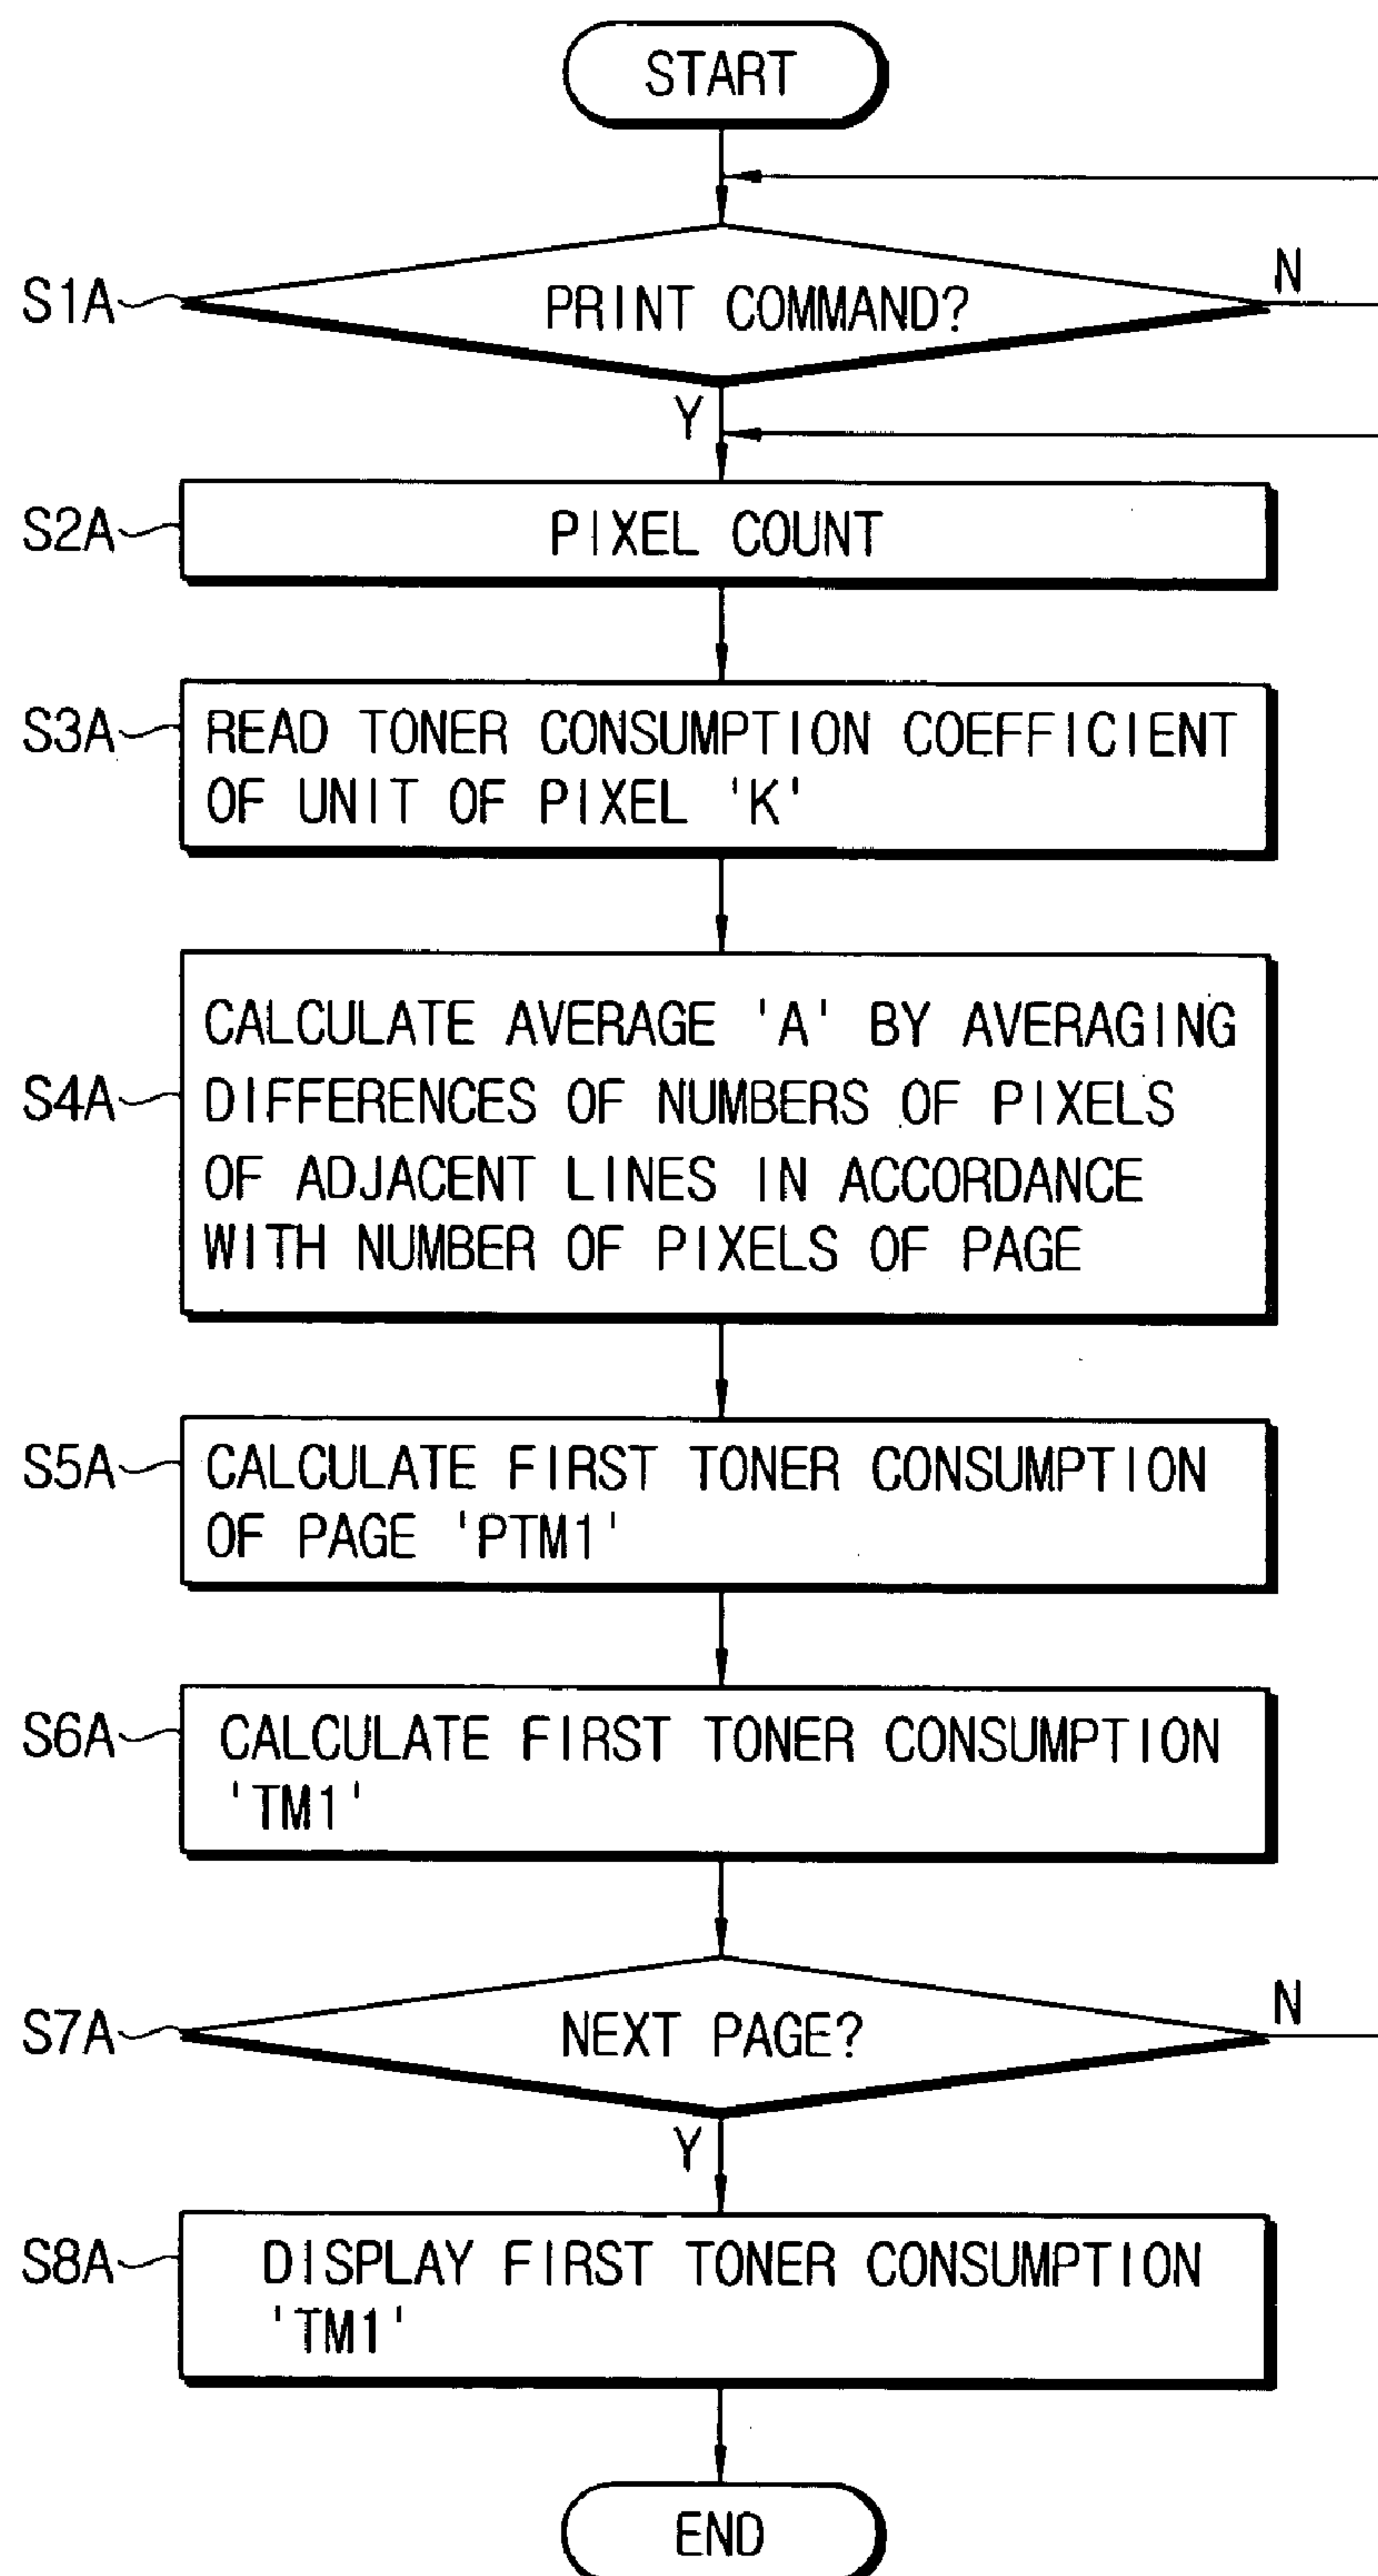 START
S1A
PRINT COMMAND?
N
Y
S2A
PIXEL COUNT
S3A
READ TONER CONSUMPTION COEFFICIENT
OF UNIT OF PIXEL 'K'
S4A
CALCULATE AVERAGE 'A' BY AVERAGING
DIFFERENCES OF NUMBERS OF PIXELS
OF ADJACENT LINES IN ACCORDANCE
WITH NUMBER OF PIXELS OF PAGE
S5A
CALCULATE FIRST TONER CONSUMPTION
OF PAGE 'PTM1'
S6A
CALCULATE FIRST TONER CONSUMPTION
'TM1'
S7A
NEXT PAGE?
N
Y
S8A
DISPLAY FIRST TONER CONSUMPTION
'TM1'
END